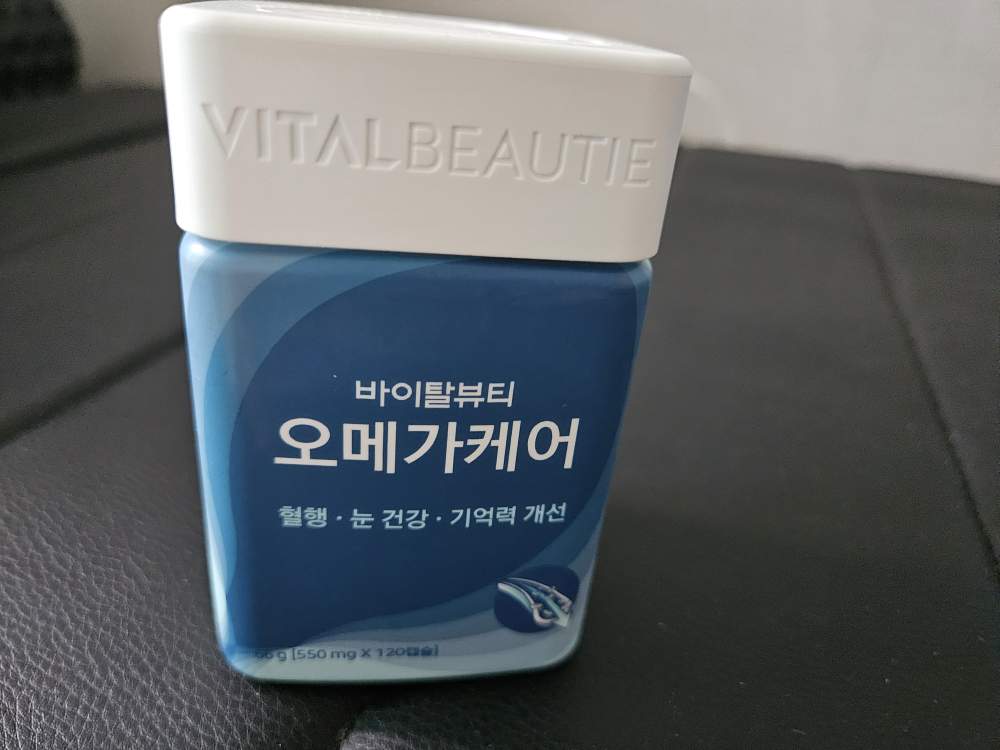 VITALBEAUTIE
바이탈뷰티
오메가케어
혈행 · 눈 건강 · 기억력 개선
66 g [550 mg X 120캡슐]